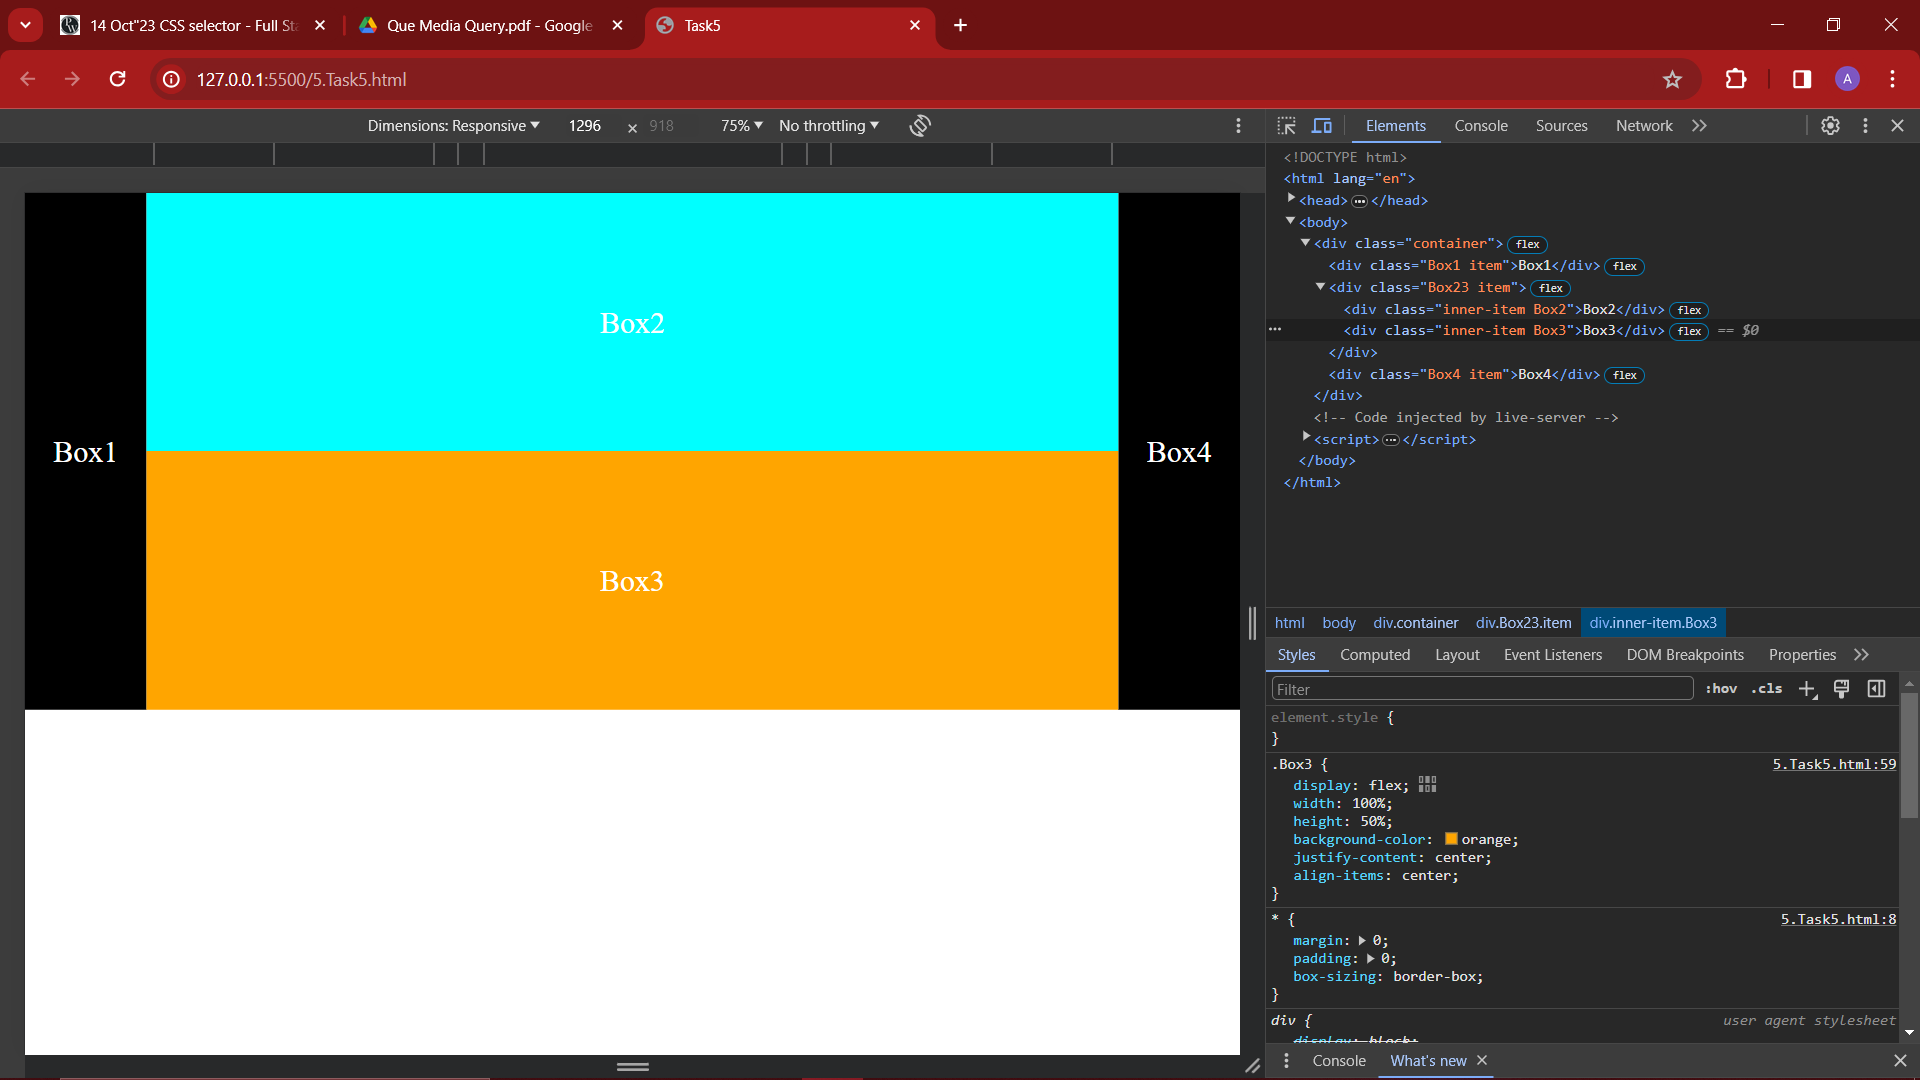 14 Oct"23 CSS selector - Full Sta
Que Media Query.pdf - Google
Task5
127.0.0.1:5500/5.Task5.html
Dimensions: Responsive 1296 × 918 75% No throttling
Elements Console Sources Network
Box1
Box2
Box3
Box4
<!DOCTYPE html>
<html lang="en">
<head> ••• </head>
<body>
<div class="container"> flex
<div class="Box1 item">Box1</div> flex
<div class="Box23 item"> flex
<div class="inner-item Box2">Box2</div> flex
<div class="inner-item Box3">Box3</div> flex == $0
</div>
<div class="Box4 item">Box4</div> flex
</div>
<!-- Code injected by live-server -->
<script> ••• </script>
</body>
</html>
html body div.container div.Box23.item div.inner-item.Box3
Styles Computed Layout Event Listeners DOM Breakpoints Properties
Filter :hov .cls
element.style {
}
.Box3 { 5.Task5.html:59
display: flex;
width: 100%;
height: 50%;
background-color: orange;
justify-content: center;
align-items: center;
}
* { 5.Task5.html:8
margin: 0;
padding: 0;
box-sizing: border-box;
}
div { user agent stylesheet
display: block;
Console What's new
A